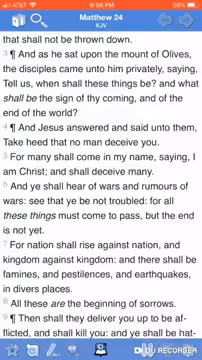 9:50 PM
Matthew 24
KJV
that shall not be thrown down.
3 ¶ And as he sat upon the mount of Olives,
the disciples came unto him privately, saying,
Tell us, when shall these things be? and what
shall be the sign of thy coming, and of the
end of the world?
4 ¶ And Jesus answered and said unto them,
Take heed that no man deceive you.
5 For many shall come in my name, saying, I
am Christ; and shall deceive many.
6 And ye shall hear of wars and rumours of
wars: see that ye be not troubled: for all
these things must come to pass, but the end
is not yet.
7 For nation shall rise against nation, and
kingdom against kingdom: and there shall be
famines, and pestilences, and earthquakes,
in divers places.
8 All these are the beginning of sorrows.
9 ¶ Then shall they deliver you up to be af-
flicted, and shall kill you: and ye shall be hat-
DU RECORDER